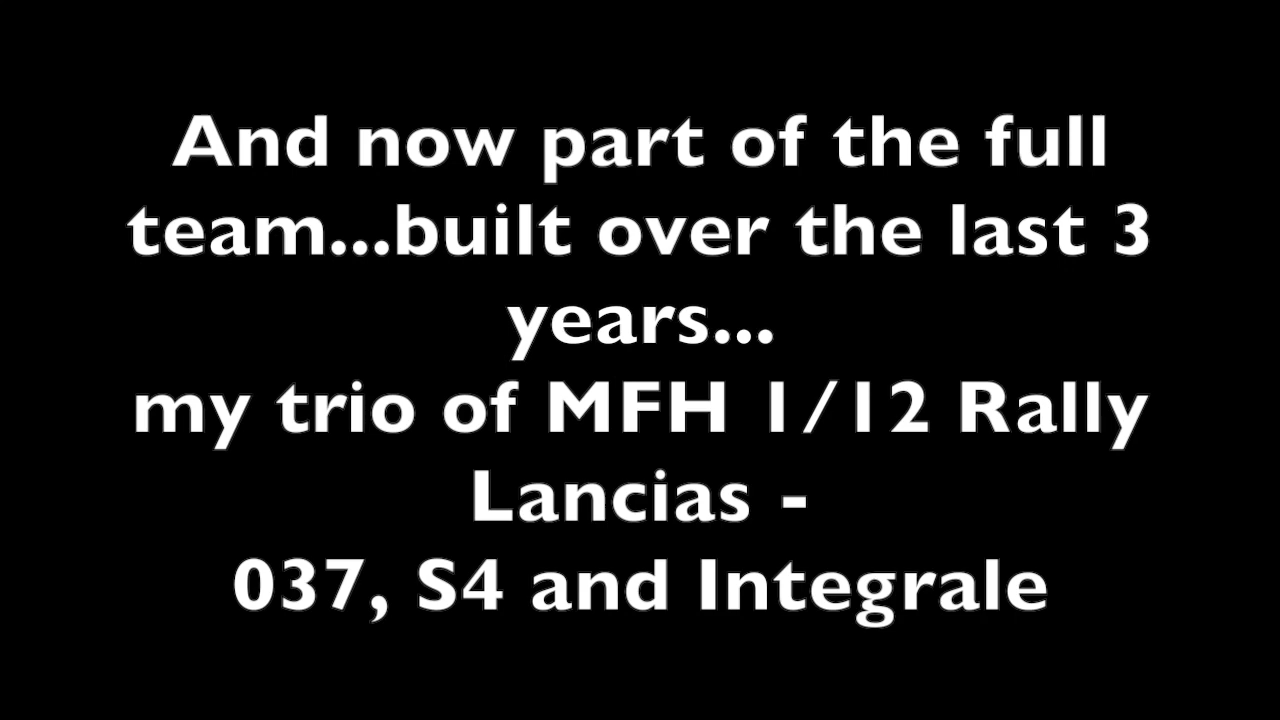 And now part of the full
team...built over the last 3
years...
my trio of MFH 1/12 Rally
Lancias -
037, S4 and Integrale